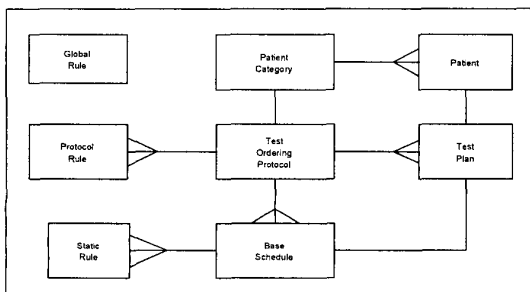 Global
Rule
Patient
Category
Patient
Protocol
Rule
Test
Ordering
Protocol
Test
Plan
Static
Rule
Base
Schedule